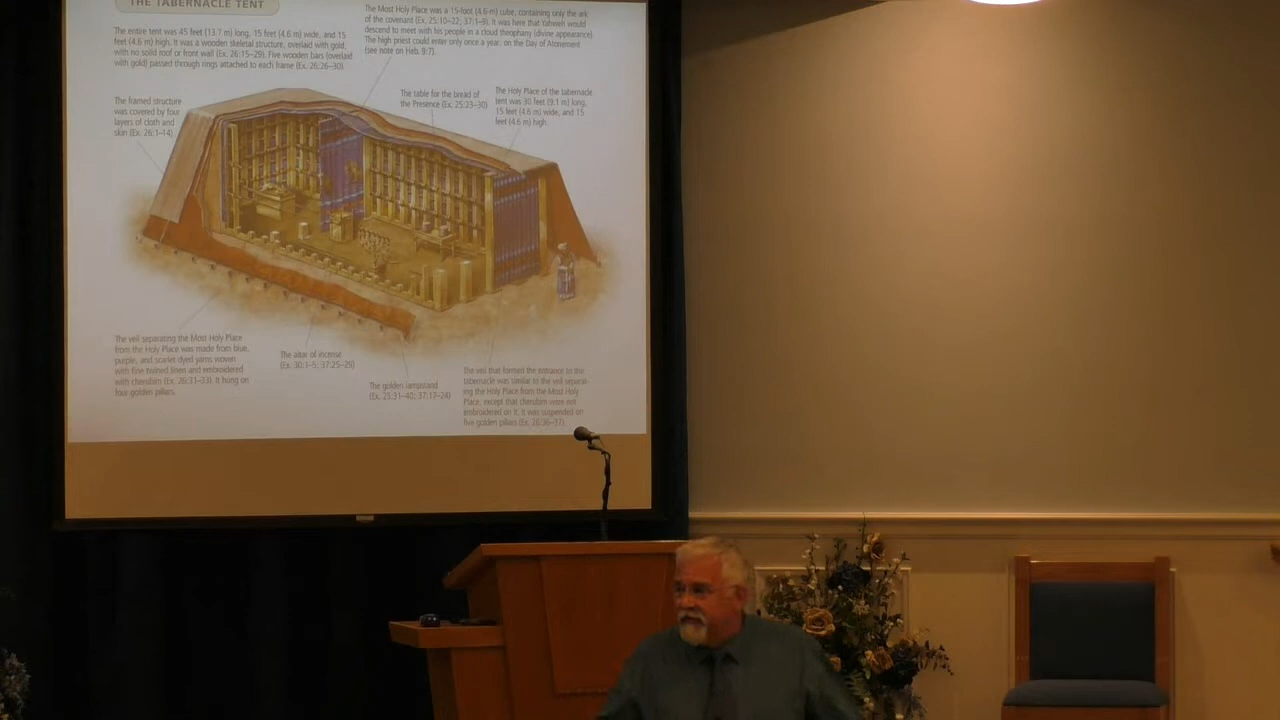 THE TABERNACLE TENT
The entire tent was 45 feet (13.7 m) long, 15 feet (4.6 m) wide, and 15
feet (4.6 m) high. It was a wooden skeletal structure, overlaid with gold,
with no solid roof or front wall (Ex. 26:15–29). Five wooden bars (overlaid
with gold) passed through rings attached to each frame (Ex. 26:26–30).
The Most Holy Place was a 15-foot (4.6-m) cube, containing only the ark
of the covenant (Ex. 25:10–22; 37:1–9). It was here that Yahweh would
descend to meet with his people in a cloud theophany (divine appearance).
The high priest could enter only once a year, on the Day of Atonement
(see note on Heb. 9:7).
The framed structure
was covered by four
layers of cloth and
skin (Ex. 26:1–14).
The table for the bread of
the Presence (Ex. 25:23–30)
The Holy Place of the tabernacle
tent was 30 feet (9.1 m) long,
15 feet (4.6 m) wide, and 15
feet (4.6 m) high.
The veil separating the Most Holy Place
from the Holy Place was made from blue,
purple, and scarlet dyed yarns woven
with fine twined linen and embroidered
with cherubim (Ex. 26:31–33). It hung on
four golden pillars.
The altar of incense
(Ex. 30:1–5; 37:25–29)
The golden lampstand
(Ex. 25:31–40; 37:17–24)
The veil that formed the entrance to the
tabernacle was similar to the veil separat-
ing the Holy Place from the Most Holy
Place, except that cherubim were not
embroidered on it. It was suspended on
five golden pillars (Ex. 26:36–37).